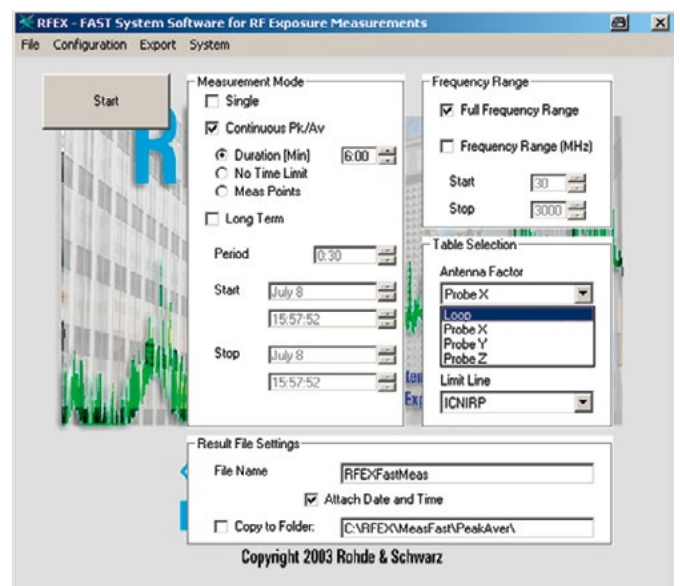 RFEX - FAST System Software for RF Exposure Measurements
File Configuration Export System
Start
Measurement Mode
Single
Continuous Pk/Av
Duration (Min) 6:00
No Time Limit
Meas Points
Long Term
Period 0:30
Start July 8
15:57:52
Stop July 8
15:57:52
Frequency Range
Full Frequency Range
Frequency Range (MHz)
Start 30
Stop 3000
Table Selection
Antenna Factor
Probe X
Loop
Probe X
Probe Y
Probe Z
Limit Line
ICNIRP
Result File Settings
File Name RFEXFastMeas
Attach Date and Time
Copy to Folder: C:\RFEX\MeasFast\PeakAver\
Copyright 2003 Rohde & Schwarz